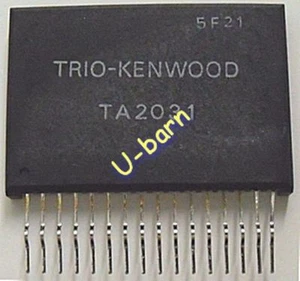 5F21
TRIO-KENWOOD
TA2031
U-barn